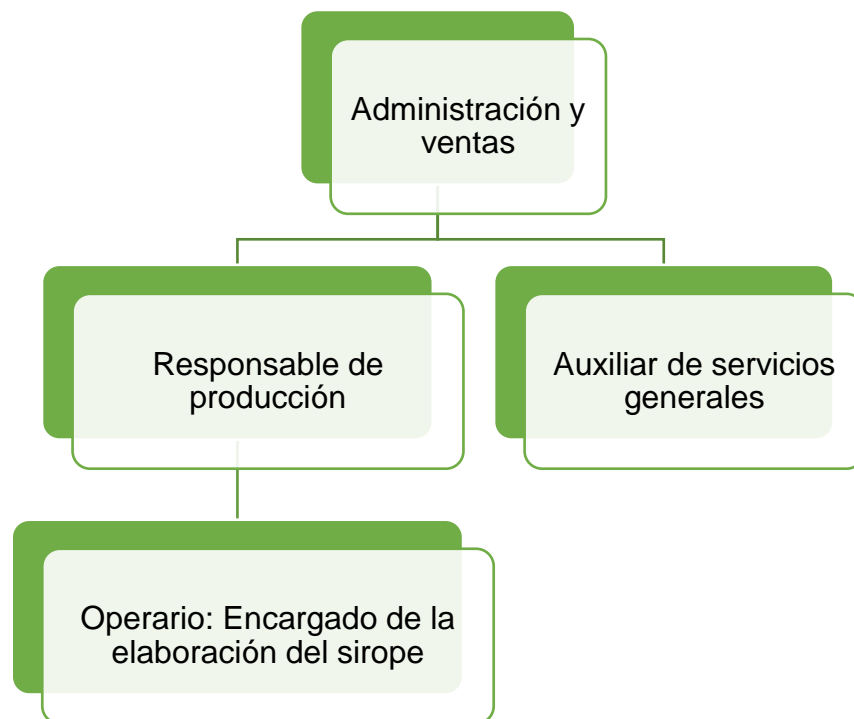 Administración y
ventas
Responsable de
producción
Auxiliar de servicios
generales
Operario: Encargado de la
elaboración del sirope